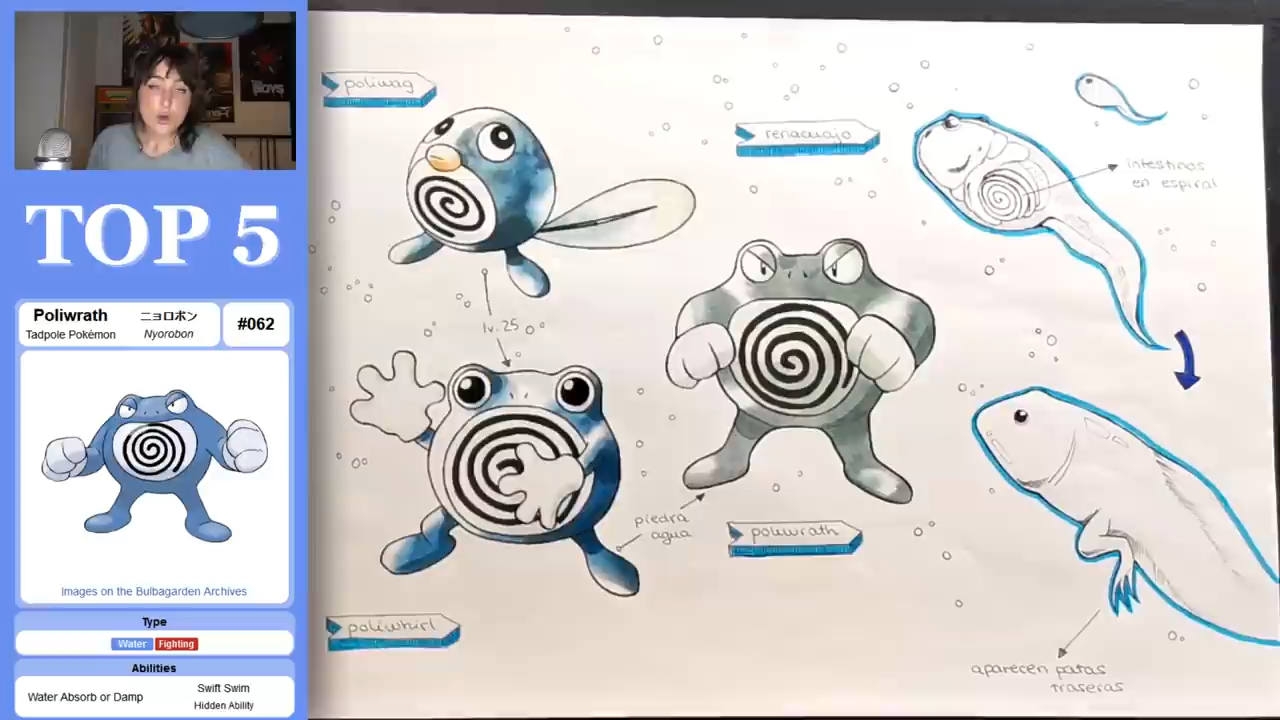 TOP 5
Poliwrath
ニョロボン
Tadpole Pokémon
Nyorobon
#062
Images on the Bulbagarden Archives
Type
Water Fighting
Abilities
Water Absorb or Damp
Swift Swim
Hidden Ability
poliwag
renacuajo
intestinos
en espiral
lv. 25
piedra
agua
poliwrath
poliwhirl
aparecen patas
traseras